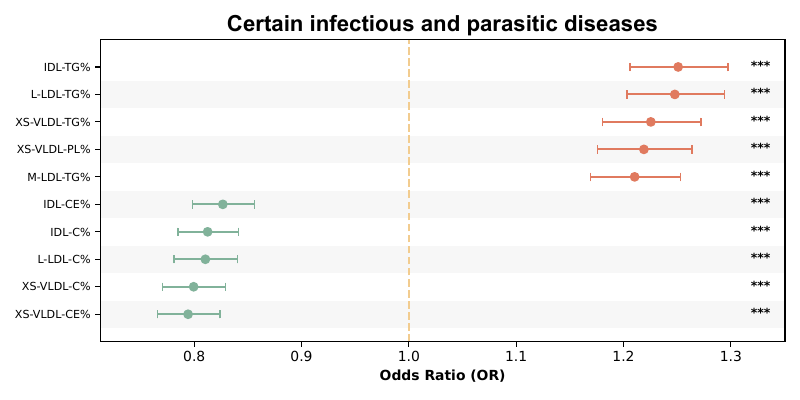 Certain infectious and parasitic diseases
IDL-TG% ***
L-LDL-TG% ***
XS-VLDL-TG% ***
XS-VLDL-PL% ***
M-LDL-TG% ***
IDL-CE% ***
IDL-C% ***
L-LDL-C% ***
XS-VLDL-C% ***
XS-VLDL-CE% ***
0.8 0.9 1.0 1.1 1.2 1.3
Odds Ratio (OR)